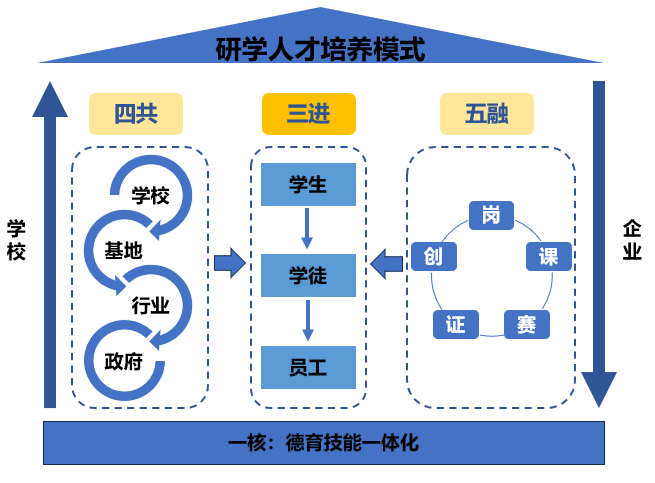 研学人才培养模式
四共
三进
五融
学校
学校
基地
行业
政府
学生
学徒
员工
岗
创
课
证
赛
企业
一核：德育技能一体化